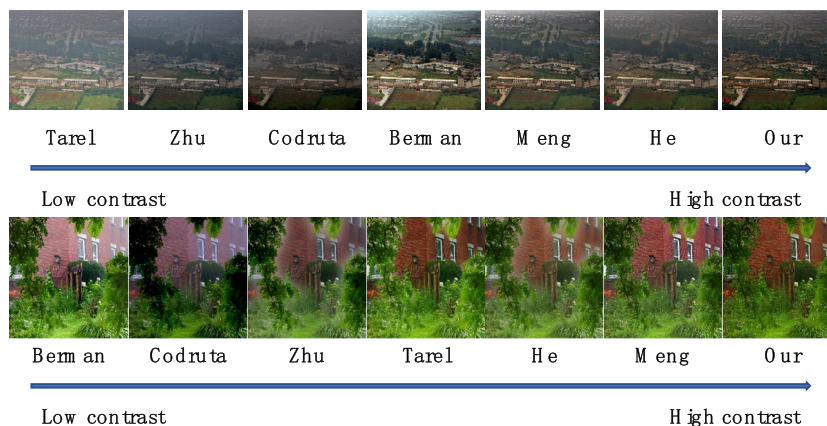 Tarel Zhu Codruta Berman Meng He Our
Low contrast High contrast
Berman Codruta Zhu Tarel He Meng Our
Low contrast High contrast